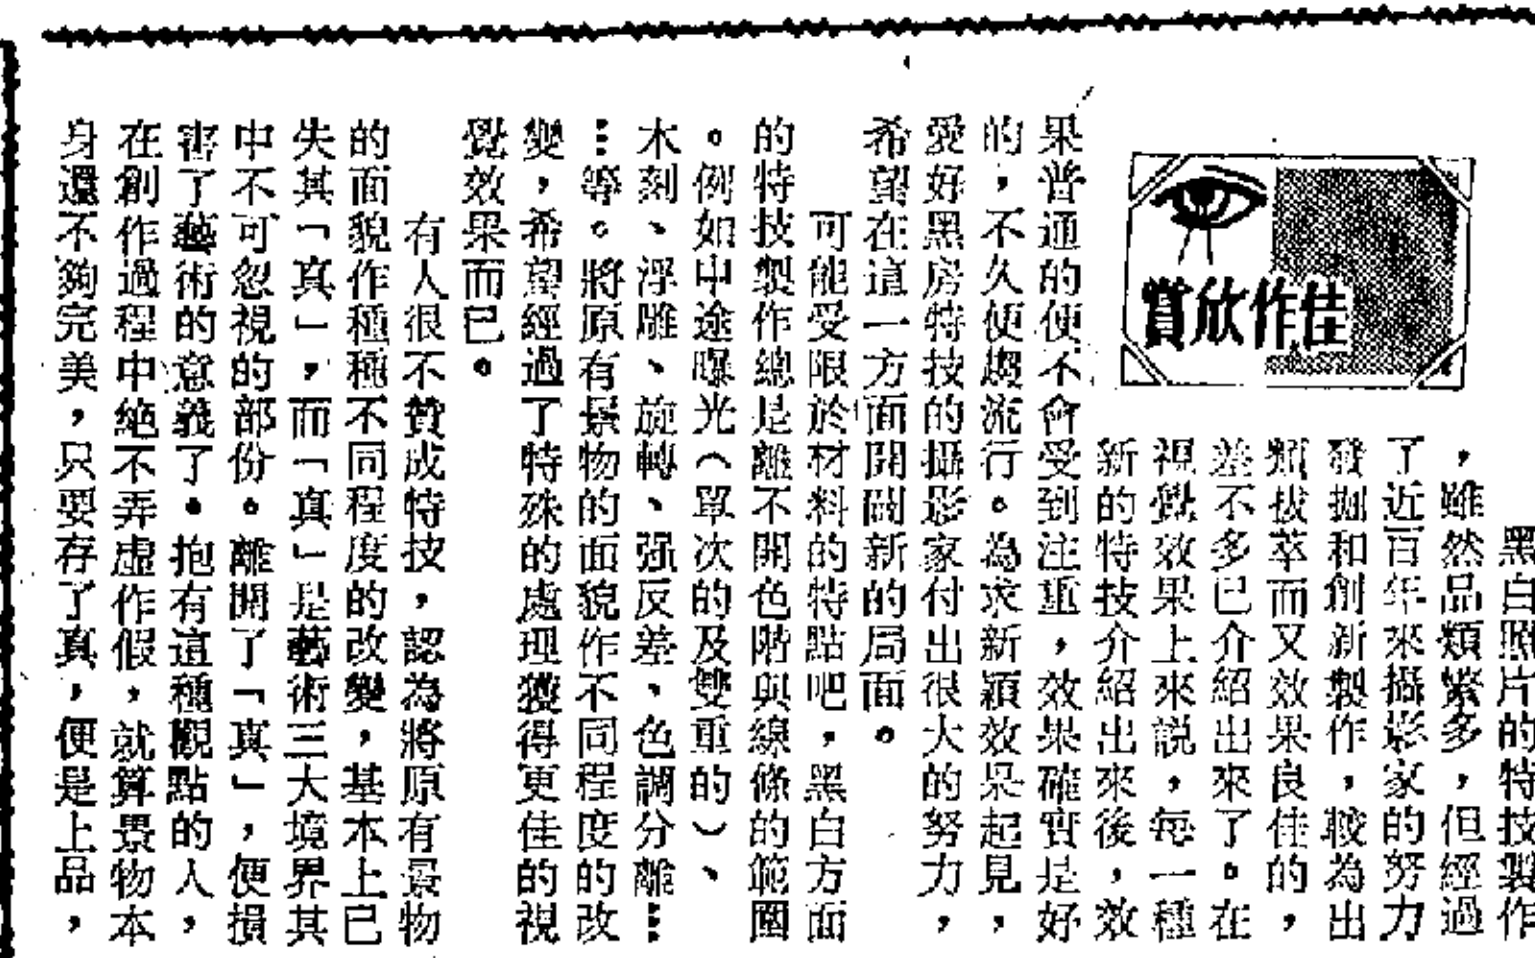 佳作欣賞
黑白照片的特技製作
，雖然品類繁多，但經過
了近百年來攝影家的努力
發掘和創新製作，較為出
類拔萃而又效果良佳的，
差不多已介紹出來了。在
視覺效果上來説，每一種
新的特技介紹出來後，效
果普通的便不會受到注重，效果確實是好
的，不久便趨流行。為求新穎效果起見，
愛好黑房特技的攝影家付出很大的努力，
希望在這一方面開闢新的局面。
可能受限於材料的特點吧，黑白方面
的特技製作總是離不開色階與線條的範圍
。例如中途曝光（單次的及雙重的）、
木刻、浮雕、旋轉、强反差、色調分離…
…等。將原有景物的面貌作不同程度的改
變，希望經過了特殊的處理獲得更佳的視
覺效果而已。
有人很不贊成特技，認為將原有景物
的面貌作種種不同程度的改變，基本上已
失其「真」，而「真」是藝術三大境界其
中不可忽視的部份。離開了「真」，便損
害了藝術的意義了。抱有這種觀點的人，
在創作過程中絶不弄虛作假，就算景物本
身還不夠完美，只要存了真，便是上品，